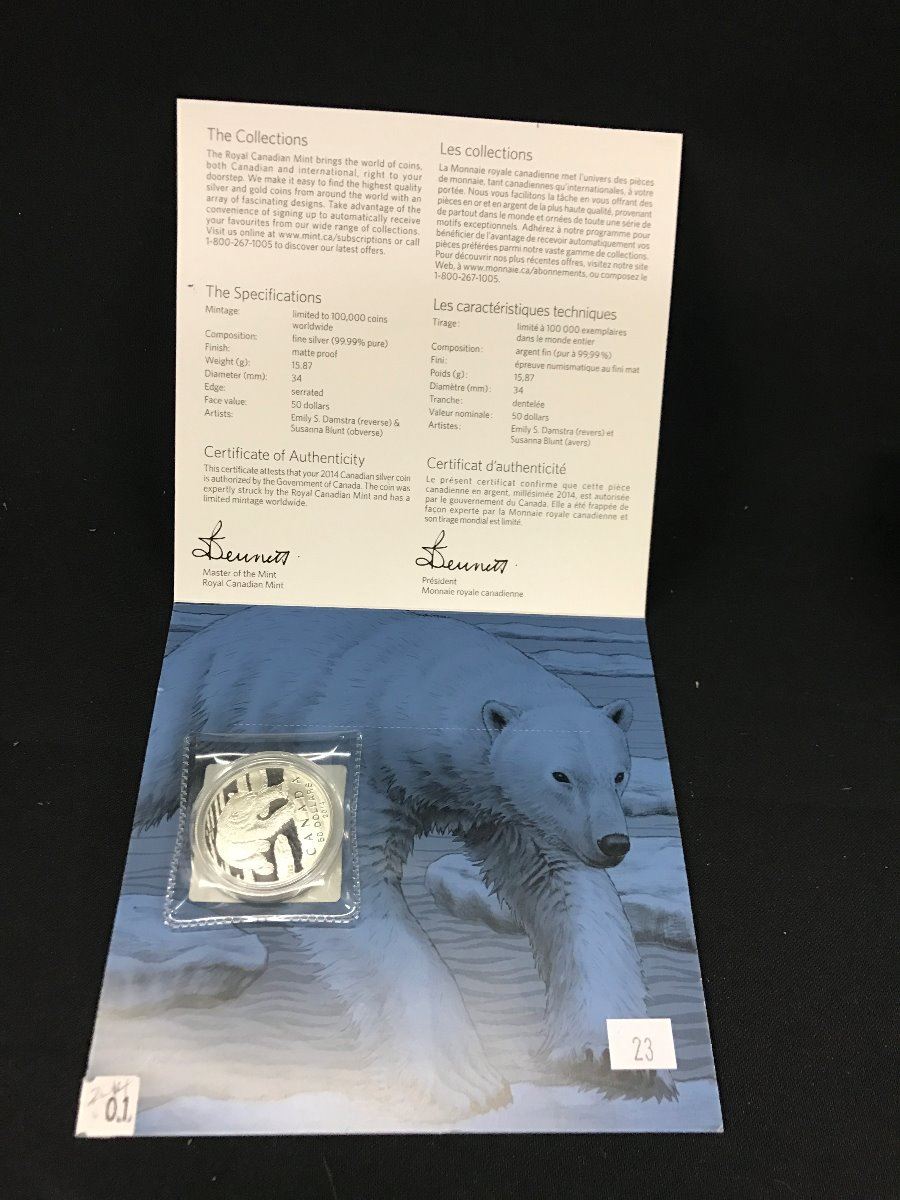 The Collections
The Royal Canadian Mint brings the world of coins,
both Canadian and international, right to your
doorstep. We make it easy to find the highest quality
silver and gold coins from around the world with an
array of fascinating designs. Take advantage of the
convenience of signing up to automatically receive
your favourites from our wide range of collections.
Visit us online at www.mint.ca/subscriptions or call
1-800-267-1005 to discover our latest offers.
The Specifications
Mintage: limited to 100,000 coins
worldwide
Composition: fine silver (99.99% pure)
Finish: matte proof
Weight (g): 15.87
Diameter (mm): 34
Edge: serrated
Face value: 50 dollars
Artists: Emily S. Damstra (reverse) &
Susanna Blunt (obverse)
Certificate of Authenticity
This certificate attests that your 2014 Canadian silver coin
is authorized by the Government of Canada. The coin was
expertly struck by the Royal Canadian Mint and has a
limited mintage worldwide.
Bennett
Master of the Mint
Royal Canadian Mint
Les collections
La Monnaie royale canadienne met l'univers des pièces
de monnaie, tant canadiennes qu'internationales, à votre
portée. Nous vous facilitons la tâche en vous offrant des
pièces en or et en argent de la plus haute qualité, provenant
de partout dans le monde et ornées de toute une série de
motifs exceptionnels. Adhérez à notre programme pour
bénéficier de l'avantage de recevoir automatiquement vos
pièces préférées parmi notre vaste gamme de collections.
Pour découvrir nos plus récentes offres, visitez notre site
Web, à www.monnaie.ca/abonnements, ou composez le
1-800-267-1005.
Les caractéristiques techniques
Tirage: limité à 100 000 exemplaires
dans le monde entier
Composition: argent fin (pur à 99,99 %)
Fini: épreuve numismatique au fini mat
Poids (g): 15,87
Diamètre (mm): 34
Tranche: dentelée
Valeur nominale: 50 dollars
Artistes: Emily S. Damstra (revers) et
Susanna Blunt (avers)
Certificat d'authenticité
Le présent certificat confirme que cette pièce
canadienne en argent, millésimée 2014, est autorisée
par le gouvernement du Canada. Elle a été frappée de
façon experte par la Monnaie royale canadienne et
son tirage mondial est limité.
Bennett
Président
Monnaie royale canadienne
CANADA
50 DOLLARS
2014
23
01